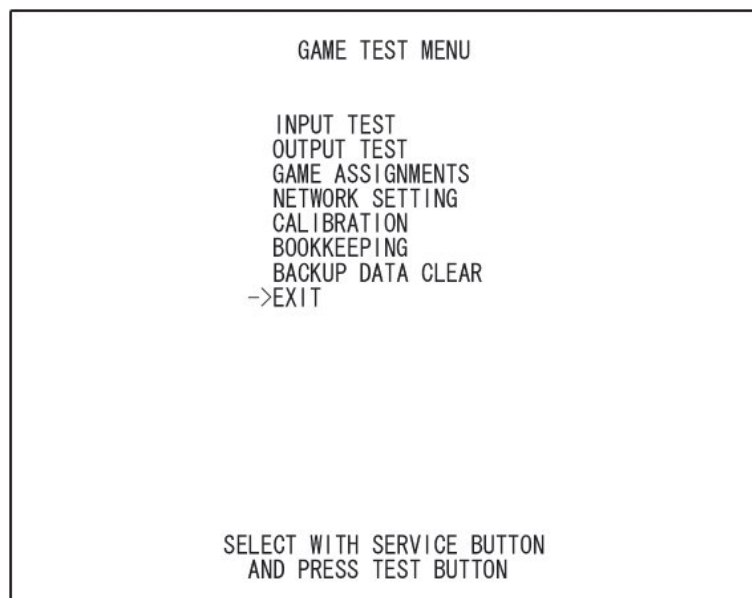 GAME TEST MENU
INPUT TEST
OUTPUT TEST
GAME ASSIGNMENTS
NETWORK SETTING
CALIBRATION
BOOKKEEPING
BACKUP DATA CLEAR
->EXIT
SELECT WITH SERVICE BUTTON
AND PRESS TEST BUTTON